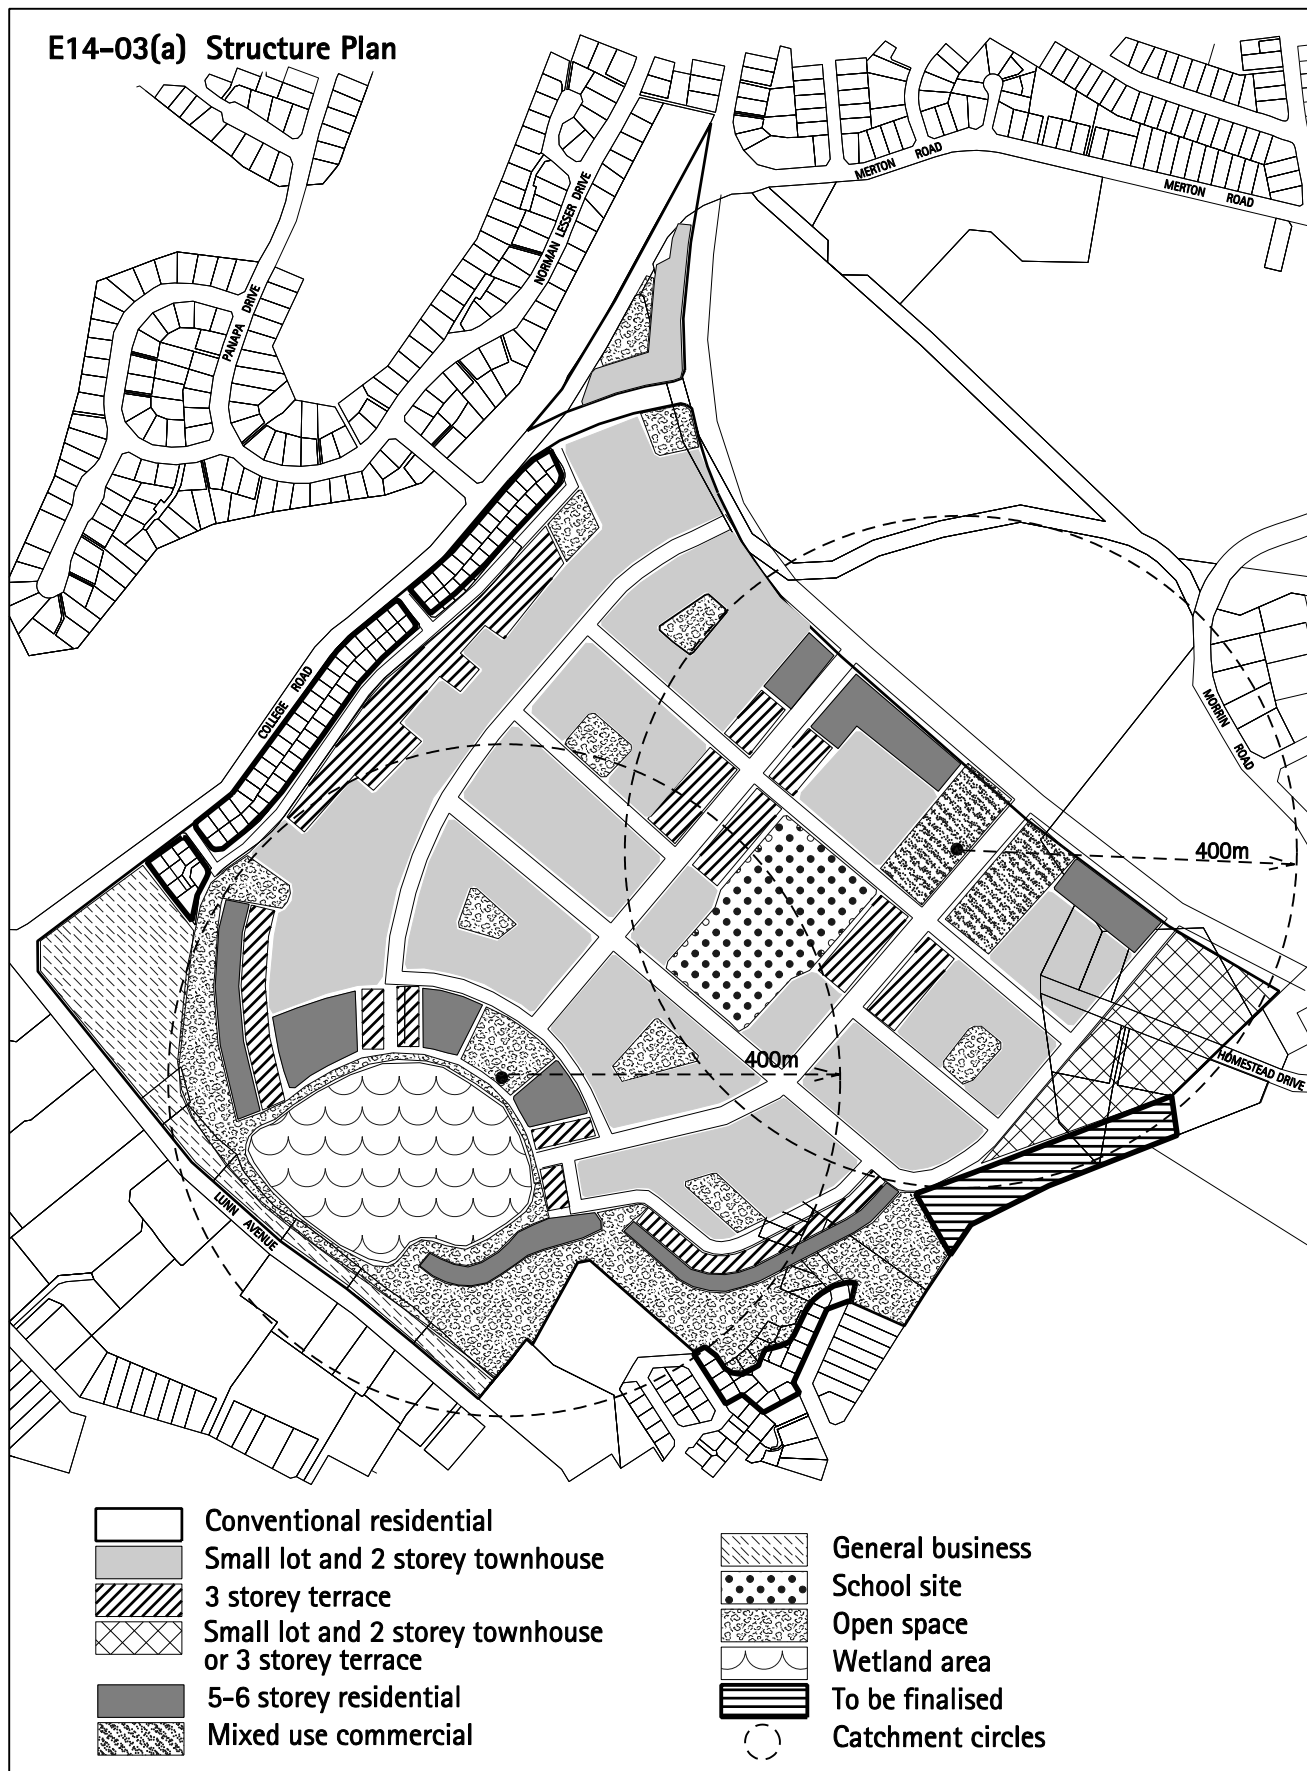 E14-03(a) Structure Plan
MERTON ROAD
MERTON ROAD
NORMAN LESSER DRIVE
PANAPA DRIVE
COLLEGE ROAD
MORRIN ROAD
400m
400m
HOMESTEAD DRIVE
LUNN AVENUE
Conventional residential
Small lot and 2 storey townhouse
3 storey terrace
Small lot and 2 storey townhouse
or 3 storey terrace
5-6 storey residential
Mixed use commercial
General business
School site
Open space
Wetland area
To be finalised
Catchment circles